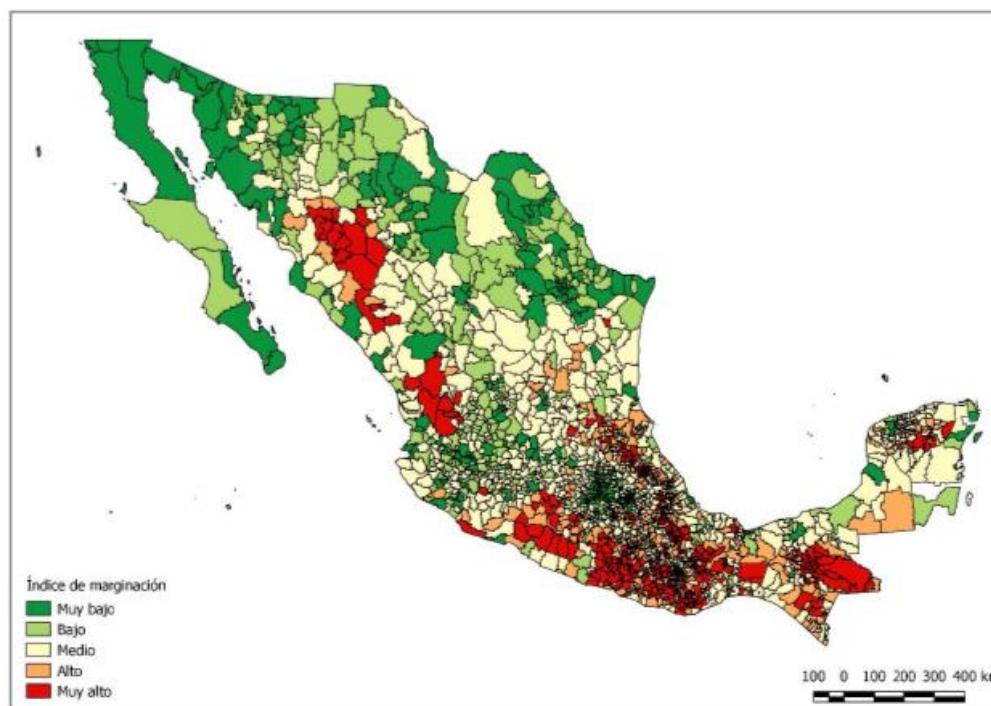 Índice de marginación
Muy bajo
Bajo
Medio
Alto
Muy alto
100 0 100 200 300 400 km